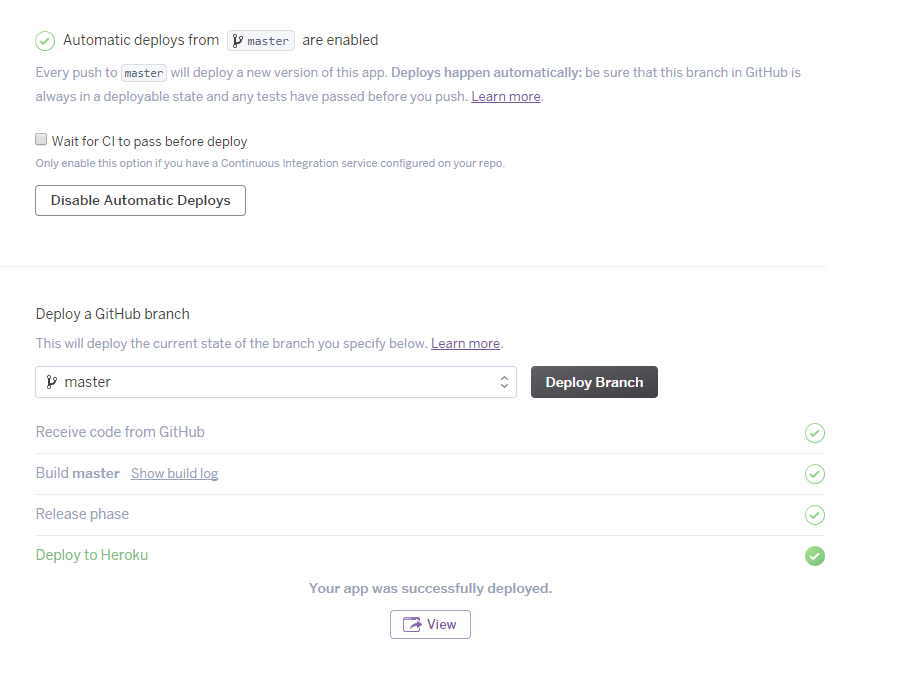 Automatic deploys from master are enabled
Every push to master will deploy a new version of this app. Deploys happen automatically: be sure that this branch in GitHub is
always in a deployable state and any tests have passed before you push. Learn more.
Wait for CI to pass before deploy
Only enable this option if you have a Continuous Integration service configured on your repo.
Disable Automatic Deploys
Deploy a GitHub branch
This will deploy the current state of the branch you specify below. Learn more.
master Deploy Branch
Receive code from GitHub
Build master Show build log
Release phase
Deploy to Heroku
Your app was successfully deployed.
View